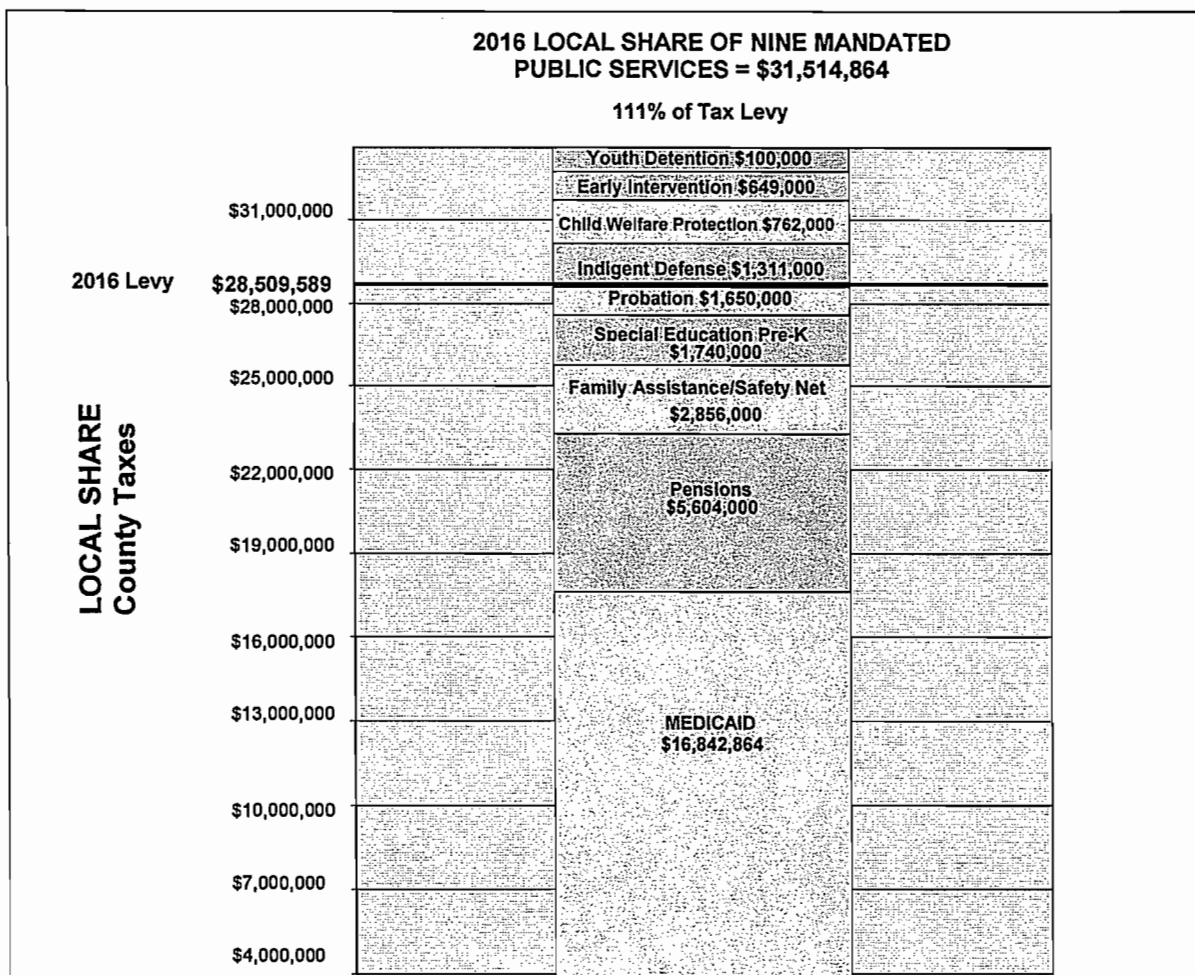 2016 LOCAL SHARE OF NINE MANDATED
PUBLIC SERVICES = $31,514,864
111% of Tax Levy
Youth Detention $100,000
Early Intervention $649,000
$31,000,000
Child Welfare Protection $762,000
Indigent Defense $1,311,000
2016 Levy $28,509,589
$28,000,000
Probation $1,650,000
Special Education Pre-K
$1,740,000
$25,000,000
Family Assistance/Safety Net
$2,856,000
LOCAL SHARE
County Taxes
$22,000,000
Pensions
$5,604,000
$19,000,000
$16,000,000
$13,000,000
MEDICAID
$16,842,864
$10,000,000
$7,000,000
$4,000,000